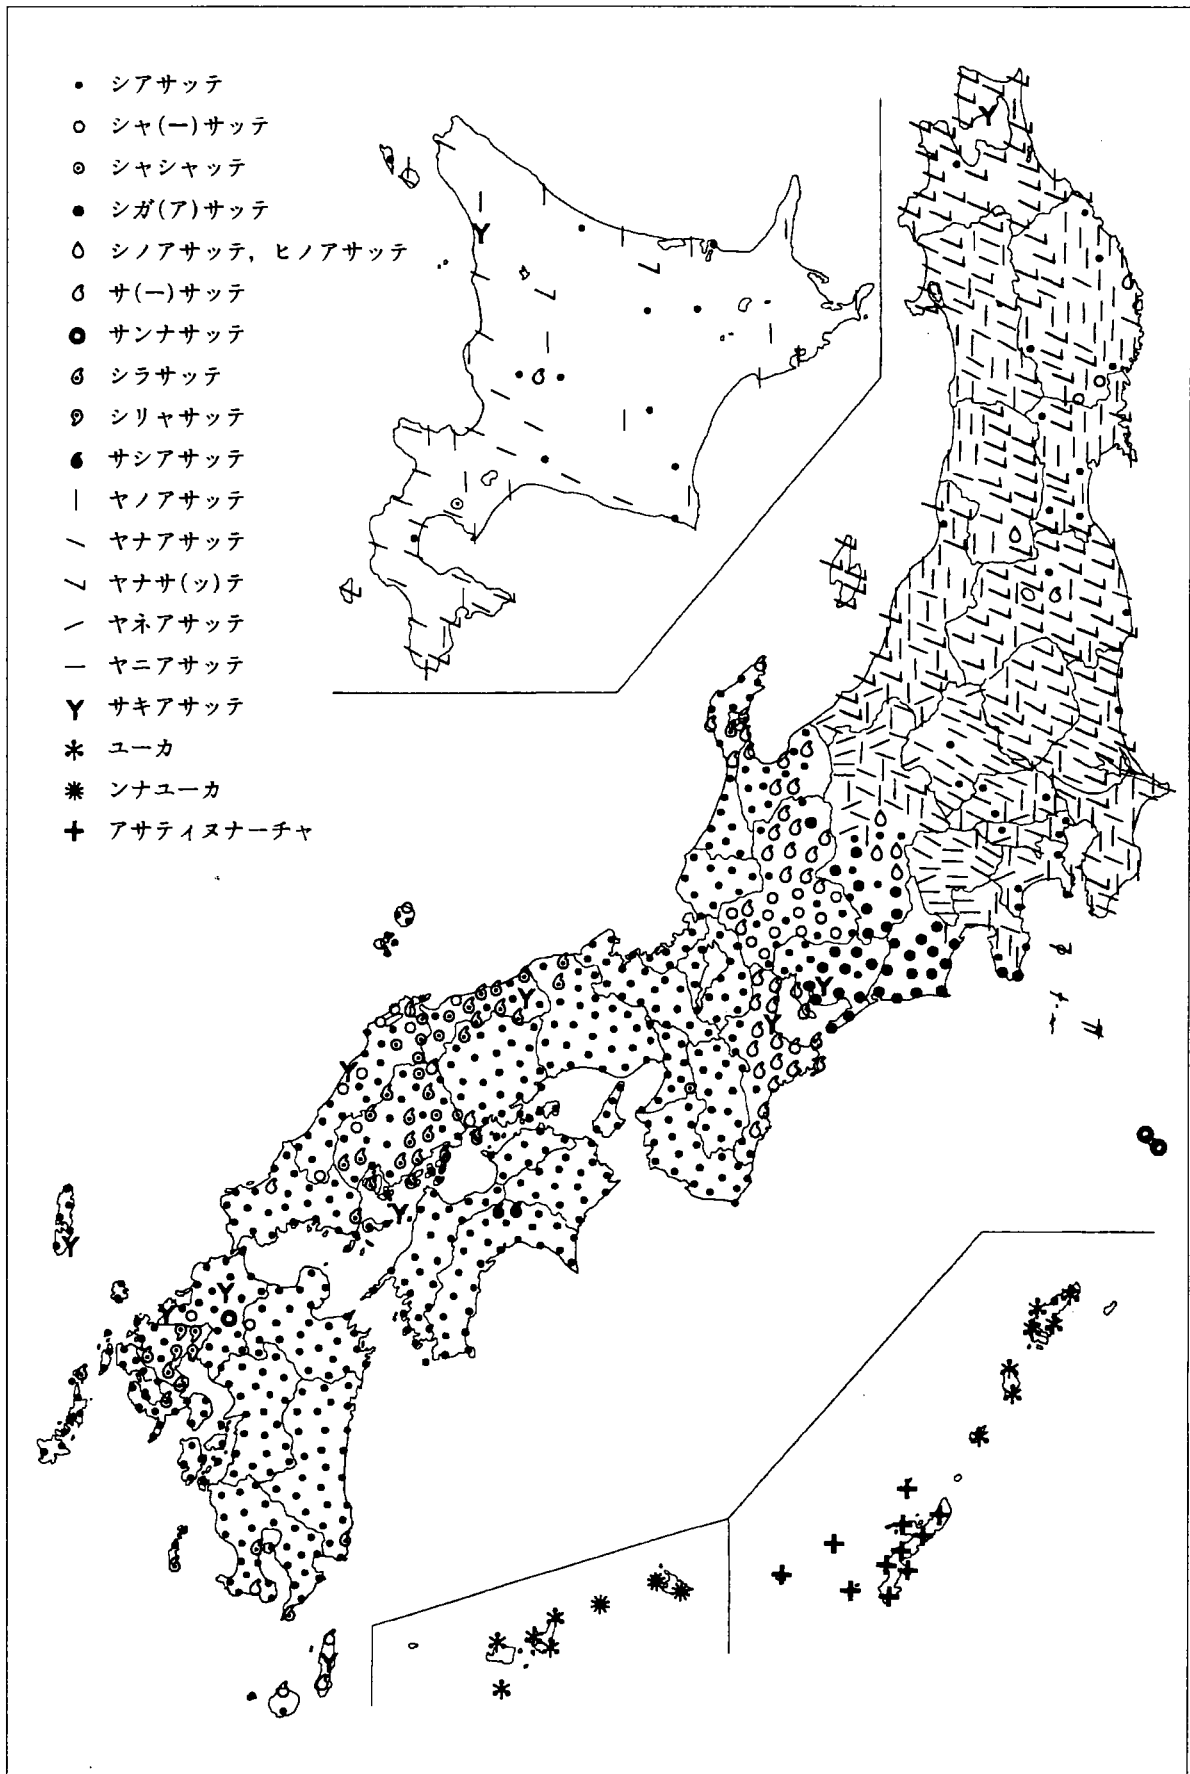 シアサッテ
シャ(ー)サッテ
シャシャッテ
シガ(ア)サッテ
シノアサッテ, ヒノアサッテ
サ(ー)サッテ
サンナサッテ
シラサッテ
シリャサッテ
サシアサッテ
ヤノアサッテ
ヤナアサッテ
ヤナサ(ッ)テ
ヤネアサッテ
ヤニアサッテ
サキアサッテ
ユーカ
ンナユーカ
アサティヌナーチャ